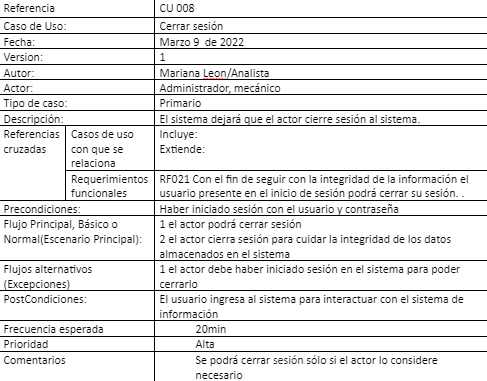 Referencia CU 008
Caso de Uso: Cerrar sesión
Fecha: Marzo 9 de 2022
Version: 1
Autor: Mariana Leon/Analista
Actor: Administrador, mecánico
Tipo de caso: Primario
Descripción: El sistema dejará que el actor cierre sesión al sistema.
Referencias cruzadas
Casos de uso con que se relaciona
Incluye:
Extiende:
Requerimientos funcionales
RF021 Con el fin de seguir con la integridad de la información el
usuario presente en el inicio de sesión podrá cerrar su sesión. .
Precondiciones: Haber iniciado sesión con el usuario y contraseña
Flujo Principal, Básico o
Normal(Escenario Principal):
1 el actor podrá cerrar sesión
2 el actor cierra sesión para cuidar la integridad de los datos
almacenados en el sistema
Flujos alternativos
(Excepciones)
1 el actor debe haber iniciado sesión en el sistema para poder
cerrarlo
PostCondiciones: El usuario ingresa al sistema para interactuar con el sistema de
información
Frecuencia esperada 20min
Prioridad Alta
Comentarios Se podrá cerrar sesión sólo si el actor lo considere
necesario